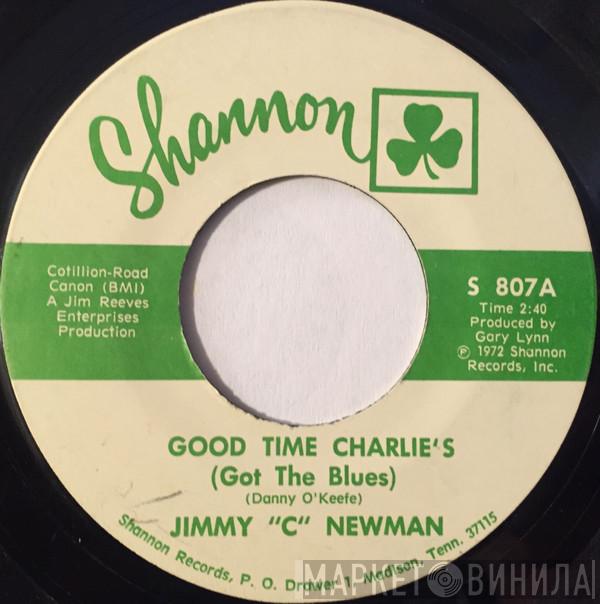 Shannon
Cotillion-Road
Canon (BMI)
A Jim Reeves
Enterprises
Production
S 807A
Time 2:40
Produced by
Gary Lynn
℗ 1972 Shannon
Records, Inc.
GOOD TIME CHARLIE'S
(Got The Blues)
(Danny O'Keefe)
JIMMY "C" NEWMAN
Shannon Records, P. O. Drawer 1, Madison, Tenn. 37115
МАРКЕТ ВИНИЛА